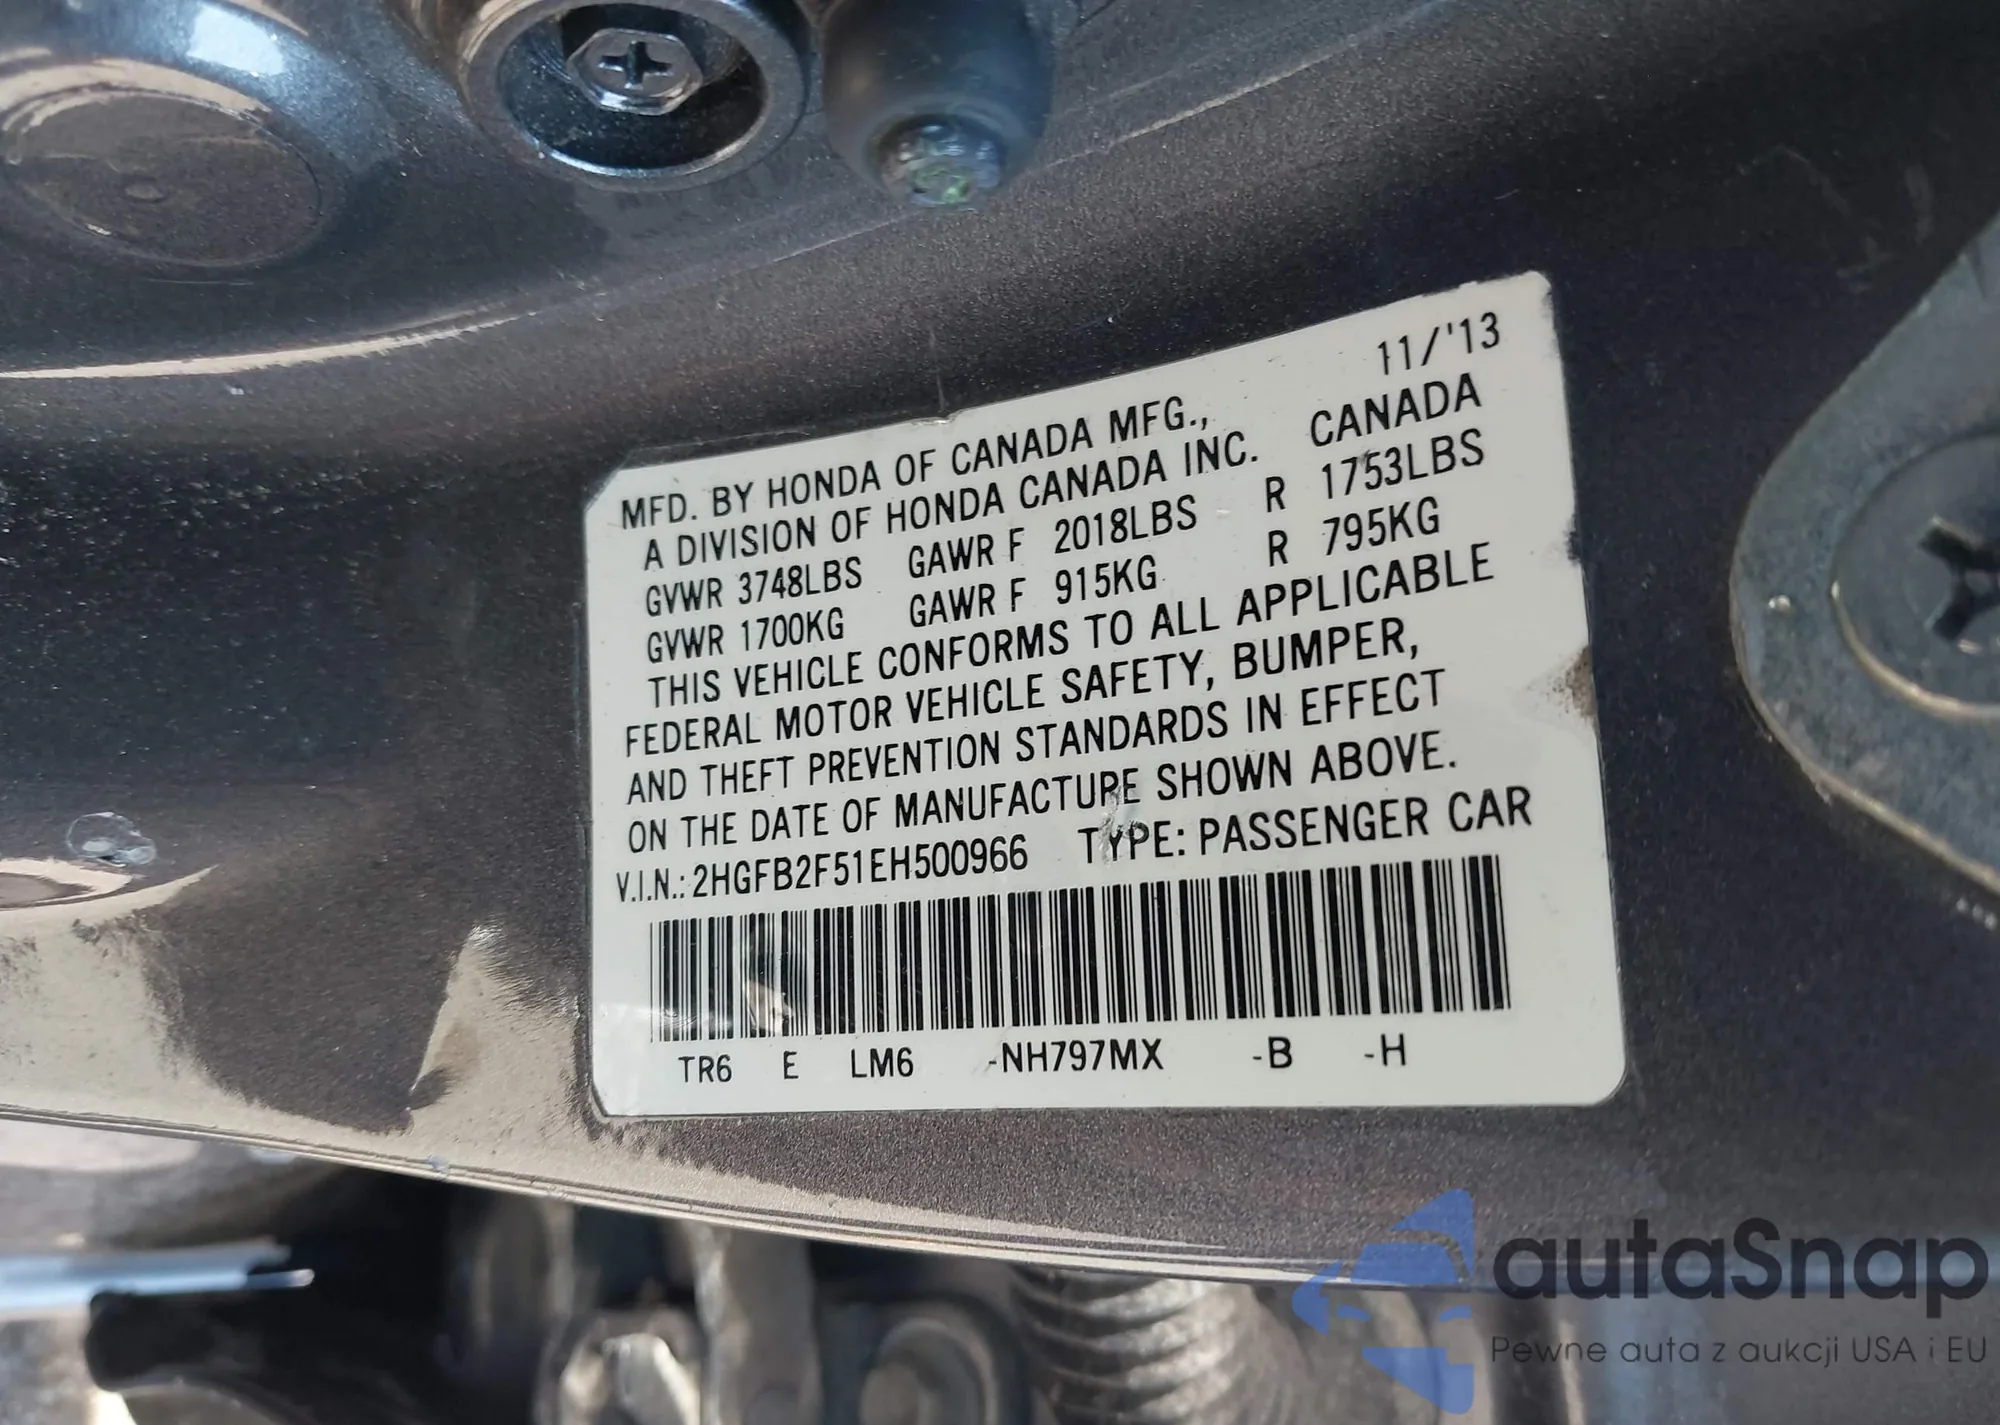 11/'13
MFD. BY HONDA OF CANADA MFG.,
A DIVISION OF HONDA CANADA INC. CANADA
GVWR 3748LBS GAWR F 2018LBS R 1753LBS
GVWR 1700KG GAWR F 915KG R 795KG
THIS VEHICLE CONFORMS TO ALL APPLICABLE
FEDERAL MOTOR VEHICLE SAFETY, BUMPER,
AND THEFT PREVENTION STANDARDS IN EFFECT
ON THE DATE OF MANUFACTURE SHOWN ABOVE.
V.I.N.: 2HGFB2F51EH500966 TYPE: PASSENGER CAR
TR6 E LM6 -NH797MX -B -H
autaSnap
Pewne auta z aukcji USA i EU